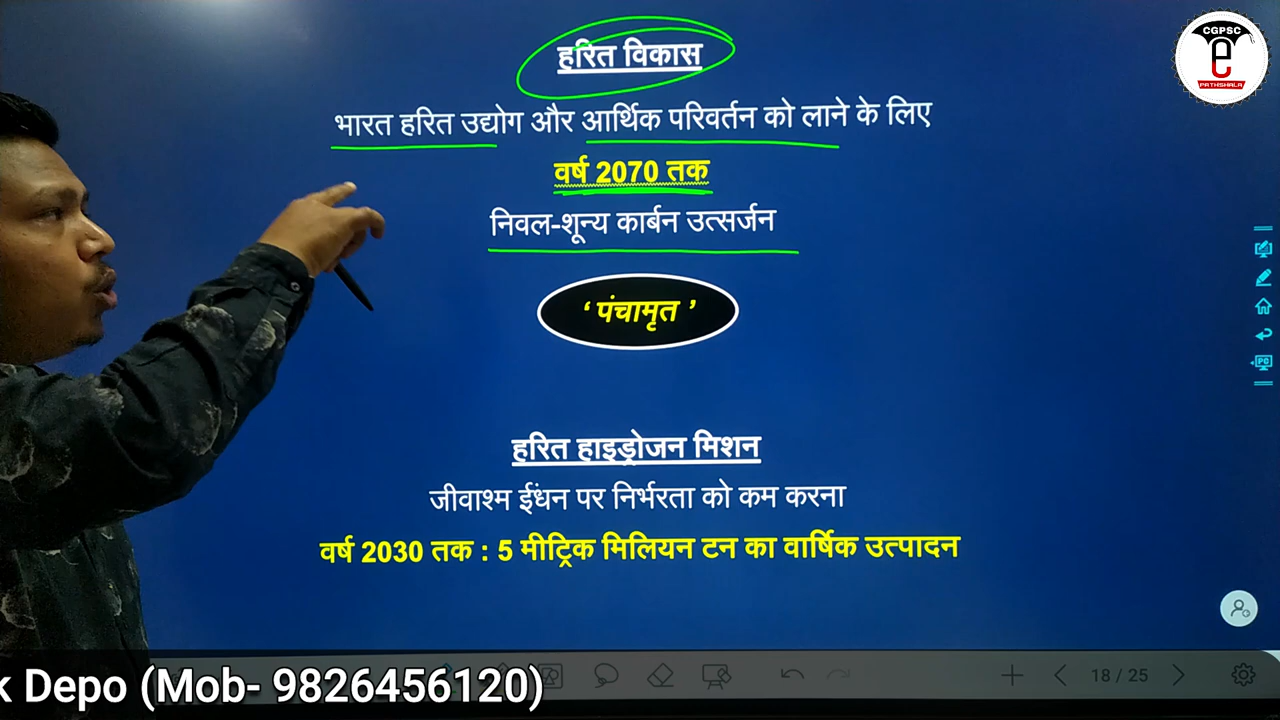 CGPSC
e
PATHSHALA
हरित विकास
भारत हरित उद्योग और आर्थिक परिवर्तन को लाने के लिए
वर्ष 2070 तक
निवल-शून्य कार्बन उत्सर्जन
‘ पंचामृत ’
हरित हाइड्रोजन मिशन
जीवाश्म ईंधन पर निर्भरता को कम करना
वर्ष 2030 तक : 5 मीट्रिक मिलियन टन का वार्षिक उत्पादन
PC
18 / 25
k Depo (Mob- 9826456120)